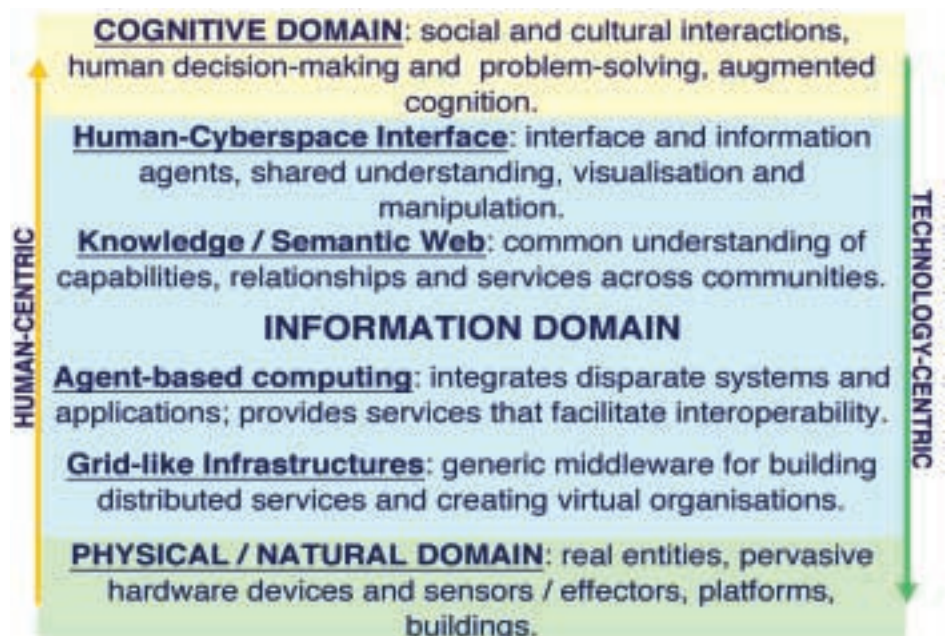 COGNITIVE DOMAIN: social and cultural interactions,
human decision-making and problem-solving, augmented
cognition.
Human-Cyberspace Interface: interface and information
agents, shared understanding, visualisation and
manipulation.
Knowledge / Semantic Web: common understanding of
capabilities, relationships and services across communities.
INFORMATION DOMAIN
Agent-based computing: integrates disparate systems and
applications; provides services that facilitate interoperability.
Grid-like Infrastructures: generic middleware for building
distributed services and creating virtual organisations.
PHYSICAL / NATURAL DOMAIN: real entities, pervasive
hardware devices and sensors / effectors, platforms,
buildings.
HUMAN-CENTRIC
TECHNOLOGY-CENTRIC